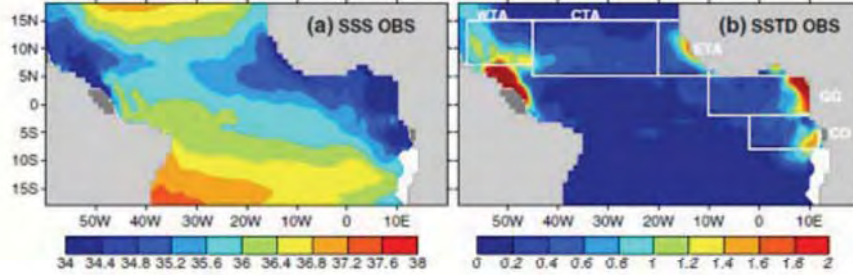 (a) SSS OBS
(b) SSTD OBS
WTA
CTA
ETA
GG
CO
15N
10N
5N
0
5S
10S
15S
50W 40W 30W 20W 10W 0 10E
50W 40W 30W 20W 10W 0 10E
34 34.4 34.8 35.2 35.6 36 36.4 36.8 37.2 37.6 38
0 0.2 0.4 0.6 0.8 1 1.2 1.4 1.6 1.8 2